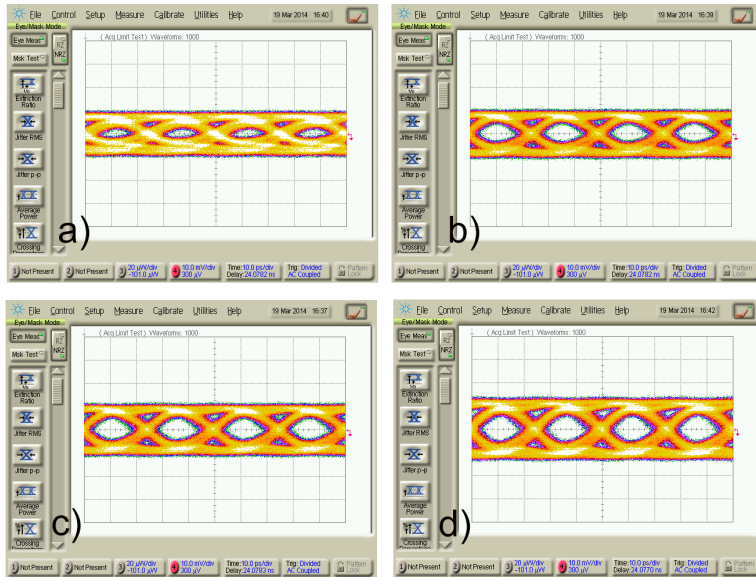 File Control Setup Measure Calibrate Utilities Help 19 Mar 2014 16:40
Eye/Mask Mode
Eye Meas
RZ
NRZ
Msk Test
( Acq Limit Test ) Waveforms: 1000
Extinction
Ratio
Jitter RMS
Jitter p-p
Average
Power
Crossing
a)
1 Not Present 2 Not Present 3 20 µW/div -101.0 µW 4 10.0 mV/div 300 µV Time:10.0 ps/div Delay:24.0782 ns Trig: Divided AC Coupled Pattern Lock
File Control Setup Measure Calibrate Utilities Help 19 Mar 2014 16:39
Eye/Mask Mode
Eye Meas
RZ
NRZ
Msk Test
( Acq Limit Test ) Waveforms: 1000
Extinction
Ratio
Jitter RMS
Jitter p-p
Average
Power
Crossing
b)
1 Not Present 2 Not Present 3 20 µW/div -101.0 µW 4 10.0 mV/div 300 µV Time:10.0 ps/div Delay:24.0782 ns Trig: Divided AC Coupled Pattern Lock
File Control Setup Measure Calibrate Utilities Help 19 Mar 2014 16:37
Eye/Mask Mode
Eye Meas
RZ
NRZ
Msk Test
( Acq Limit Test ) Waveforms: 1000
Extinction
Ratio
Jitter RMS
Jitter p-p
Average
Power
Crossing
c)
1 Not Present 2 Not Present 3 20 µW/div -101.0 µW 4 10.0 mV/div 300 µV Time:10.0 ps/div Delay:24.0783 ns Trig: Divided AC Coupled Pattern Lock
File Control Setup Measure Calibrate Utilities Help 19 Mar 2014 16:42
Eye/Mask Mode
Eye Meas
RZ
NRZ
Msk Test
( Acq Limit Test ) Waveforms: 1000
Extinction
Ratio
Jitter RMS
Jitter p-p
Average
Power
Crossing
d)
1 Not Present 2 Not Present 3 20 µW/div -101.0 µW 4 10.0 mV/div 300 µV Time:10.0 ps/div Delay:24.0770 ns Trig: Divided AC Coupled Pattern Lock